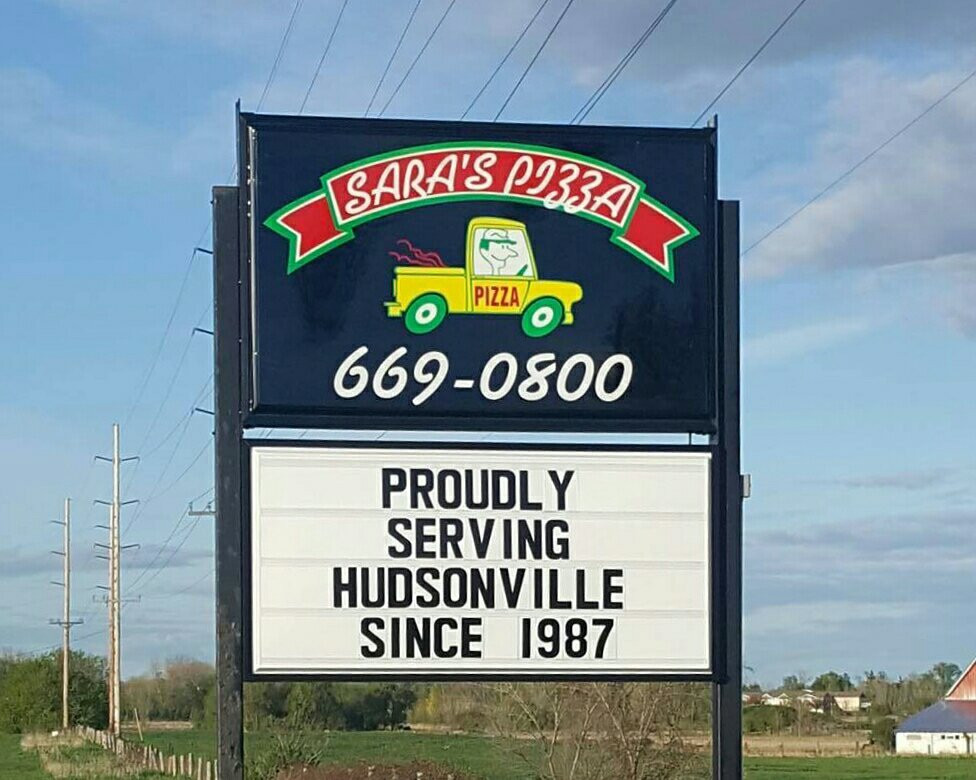 SARA'S PIZZA
PIZZA
669-0800
PROUDLY
SERVING
HUDSONVILLE
SINCE 1987